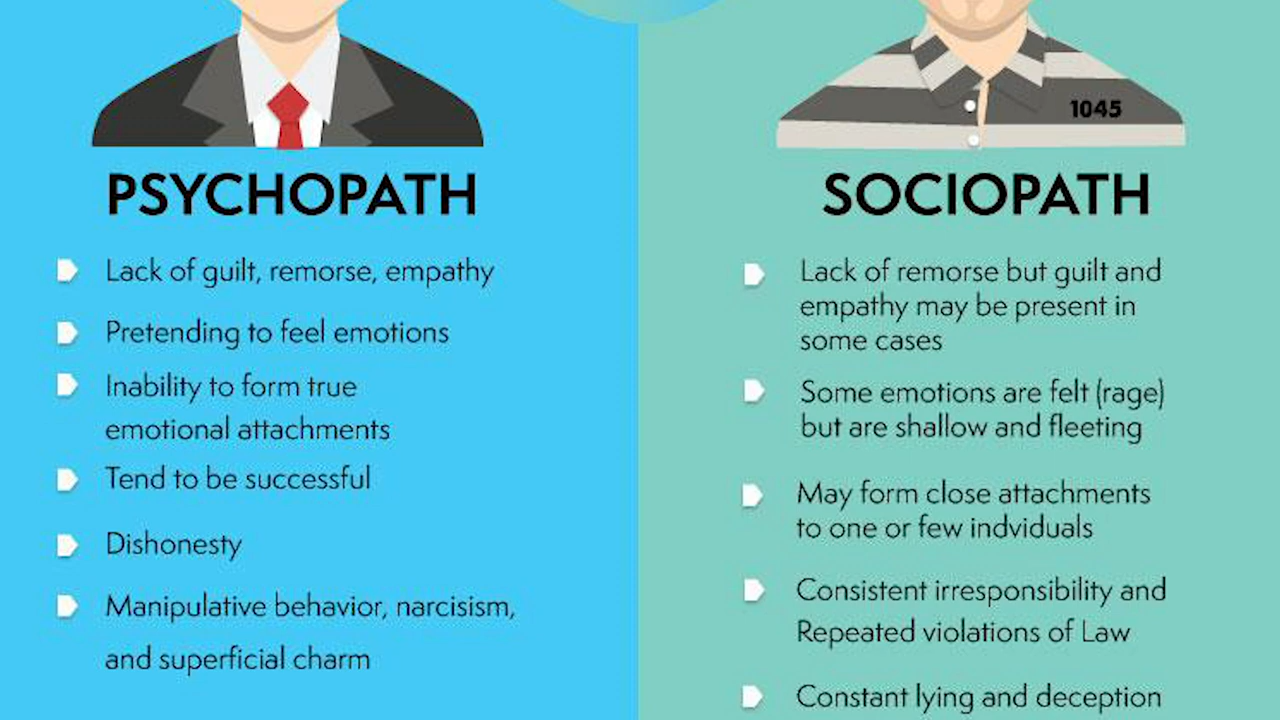 1045
PSYCHOPATH
Lack of guilt, remorse, empathy
Pretending to feel emotions
Inability to form true
emotional attachments
Tend to be successful
Dishonesty
Manipulative behavior, narcisism,
and superficial charm
SOCIOPATH
Lack of remorse but guilt and
empathy may be present in
some cases
Some emotions are felt (rage)
but are shallow and fleeting
May form close attachments
to one or few indviduals
Consistent irresponsibility and
Repeated violations of Law
Constant lying and deception